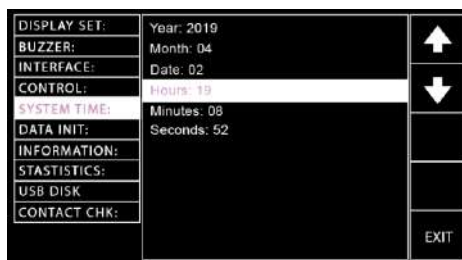 DISPLAY SET:
BUZZER:
INTERFACE:
CONTROL:
SYSTEM TIME:
DATA INIT:
INFORMATION:
STASTISTICS:
USB DISK
CONTACT CHK:
Year: 2019
Month: 04
Date: 02
Hours: 19
Minutes: 08
Seconds: 52
EXIT